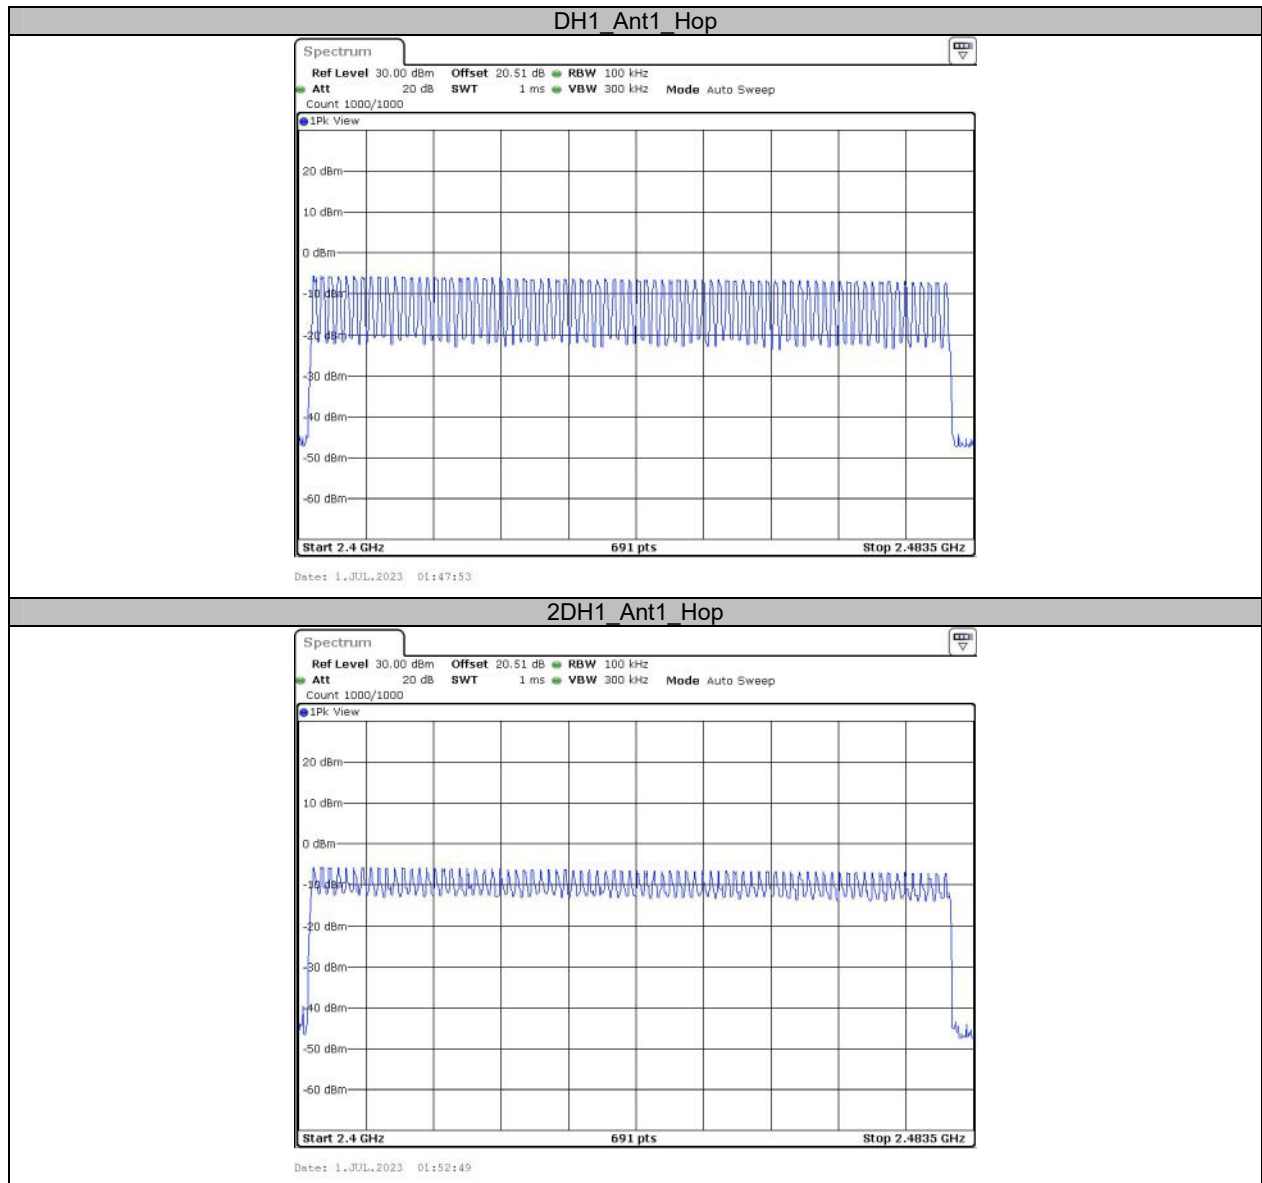 DH1_Ant1_Hop
Spectrum
Ref Level 30.00 dBm Offset 20.51 dB RBW 100 kHz
Att 20 dB SWT 1 ms VBW 300 kHz Mode Auto Sweep
Count 1000/1000
1Pk View
20 dBm
10 dBm
0 dBm
-10 dBm
-20 dBm
-30 dBm
-40 dBm
-50 dBm
-60 dBm
Start 2.4 GHz 691 pts Stop 2.4835 GHz
Date: 1.JUL.2023 01:47:53
2DH1_Ant1_Hop
Spectrum
Ref Level 30.00 dBm Offset 20.51 dB RBW 100 kHz
Att 20 dB SWT 1 ms VBW 300 kHz Mode Auto Sweep
Count 1000/1000
1Pk View
20 dBm
10 dBm
0 dBm
-10 dBm
-20 dBm
-30 dBm
-40 dBm
-50 dBm
-60 dBm
Start 2.4 GHz 691 pts Stop 2.4835 GHz
Date: 1.JUL.2023 01:52:49